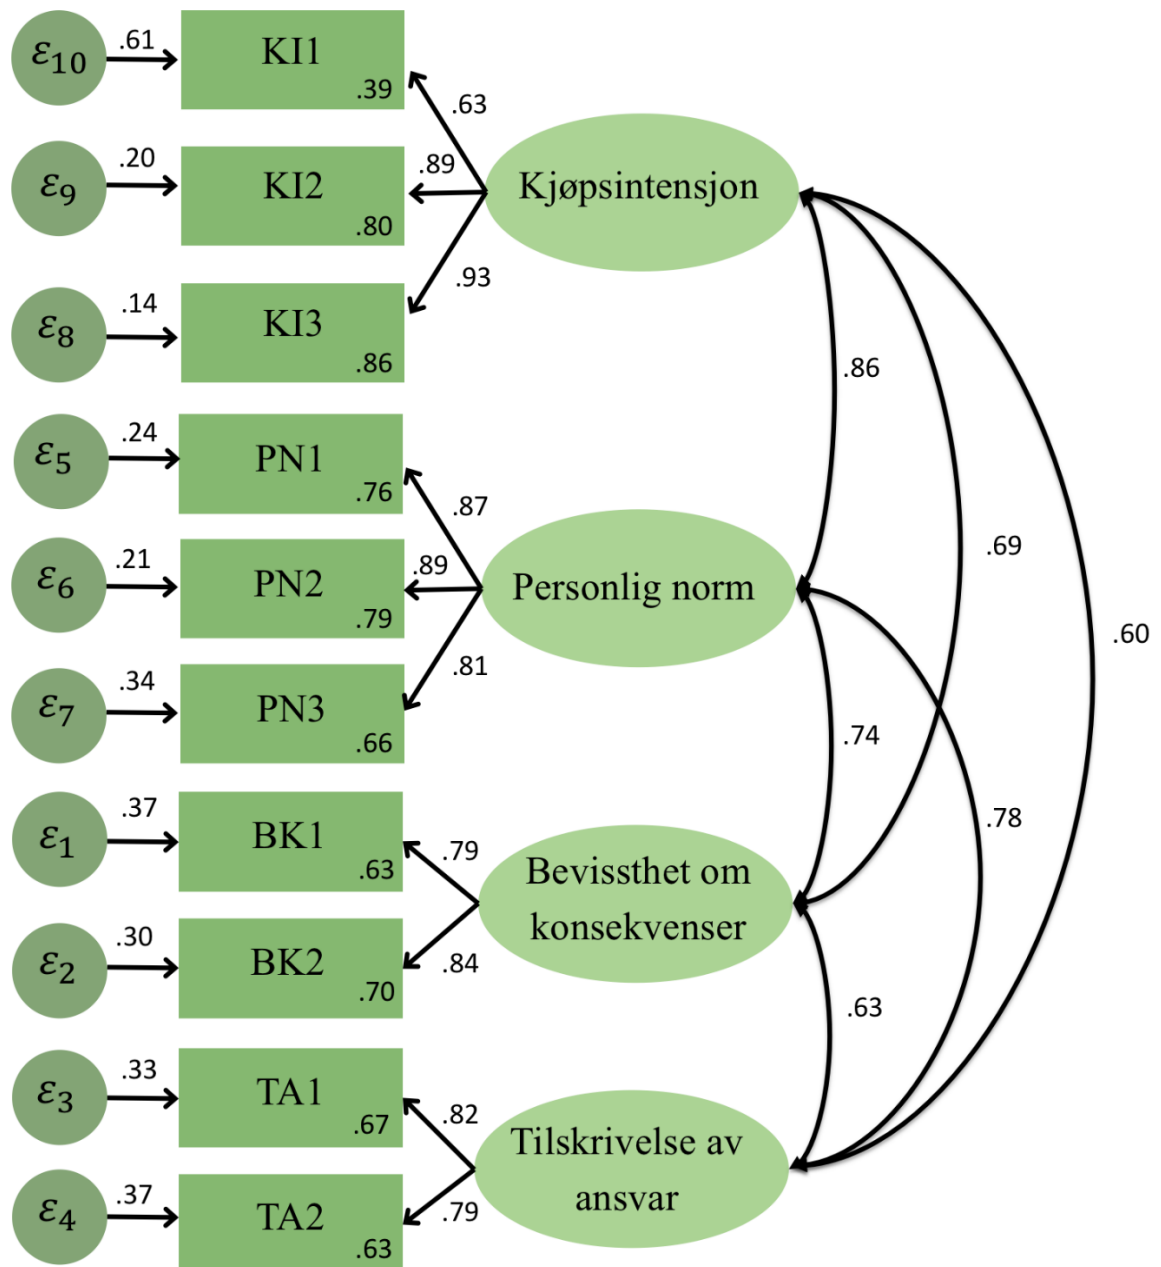 ε10
.61
KI1
.39
.63
ε9
.20
KI2
.80
.89
Kjøpsintensjon
ε8
.14
KI3
.86
.93
.86
ε5
.24
PN1
.76
.87
.69
ε6
.21
PN2
.79
.89
Personlig norm
.60
ε7
.34
PN3
.66
.81
.74
ε1
.37
BK1
.63
.79
.78
Bevissthet om
konsekvenser
ε2
.30
BK2
.70
.84
.63
ε3
.33
TA1
.67
.82
Tilskrivelse av
ansvar
ε4
.37
TA2
.63
.79